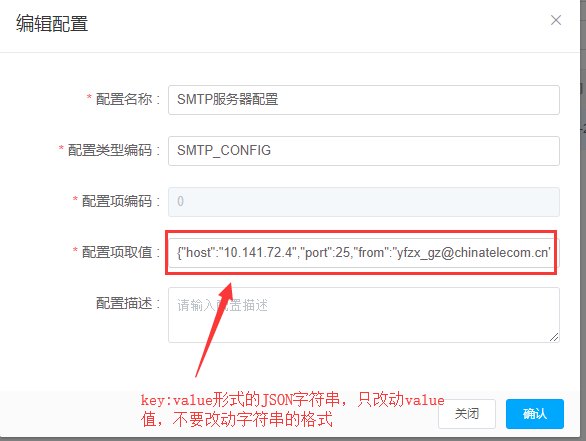 编辑配置
* 配置名称：
SMTP服务器配置
* 配置类型编码：
SMTP_CONFIG
* 配置项编码：
0
* 配置项取值：
{"host":"10.141.72.4","port":25,"from":"yfzx_gz@chinatelecom.cn"
配置描述：
请输入配置描述
key:value形式的JSON字符串，只改动value
值，不要改动字符串的格式
关闭
确认